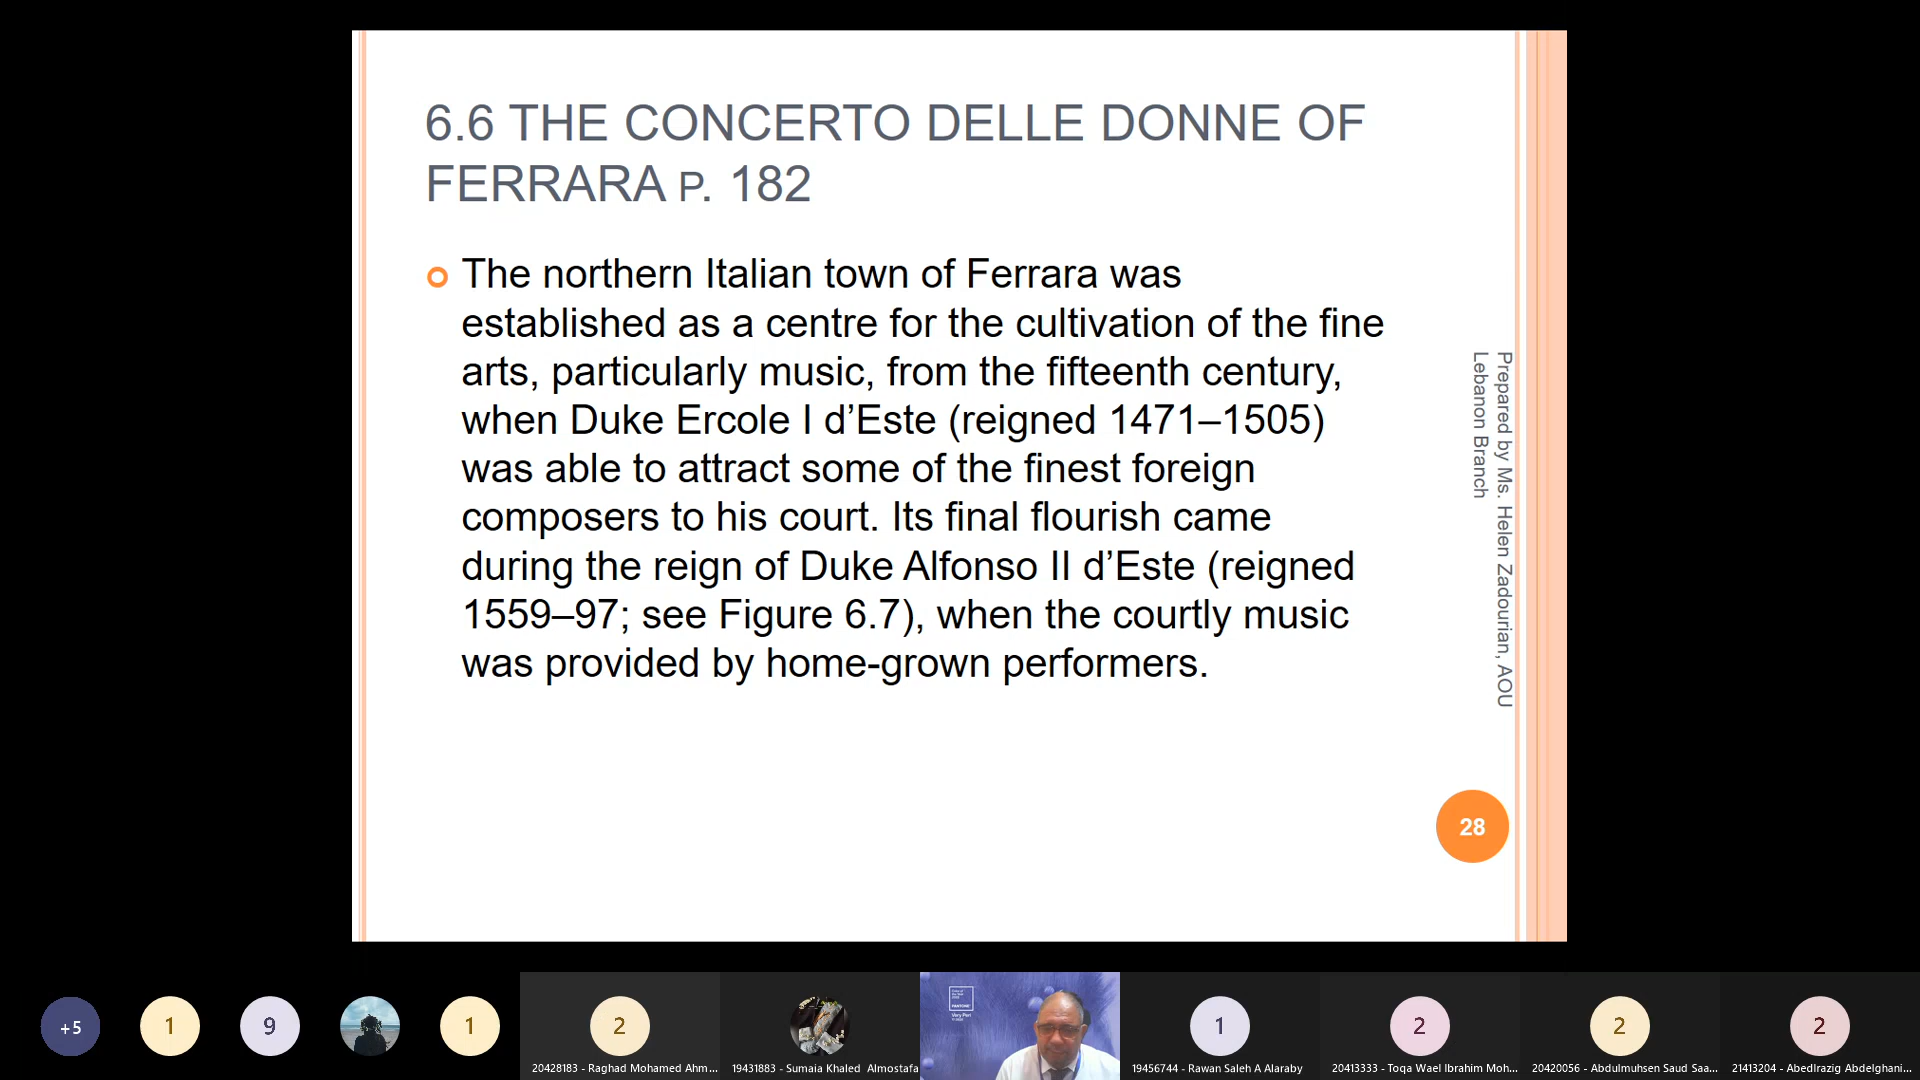 6.6 THE CONCERTO DELLE DONNE OF
FERRARA P. 182
The northern Italian town of Ferrara was
established as a centre for the cultivation of the fine
arts, particularly music, from the fifteenth century,
when Duke Ercole I d’Este (reigned 1471–1505)
was able to attract some of the finest foreign
composers to his court. Its final flourish came
during the reign of Duke Alfonso II d’Este (reigned
1559–97; see Figure 6.7), when the courtly music
was provided by home-grown performers.
Prepared by Ms. Helen Zadourian, AOU
Lebanon Branch
28
+5
1
9
1
2
20428183 - Raghad Mohamed Ahm...
19431883 - Sumaia Khaled Almostafa
PANTONE
Very Peri
1
19456744 - Rawan Saleh A Alaraby
2
20413333 - Toqa Wael Ibrahim Moh...
2
20420056 - Abdulmuhsen Saud Saa...
2
21413204 - Abedlrazig Abdelghani...